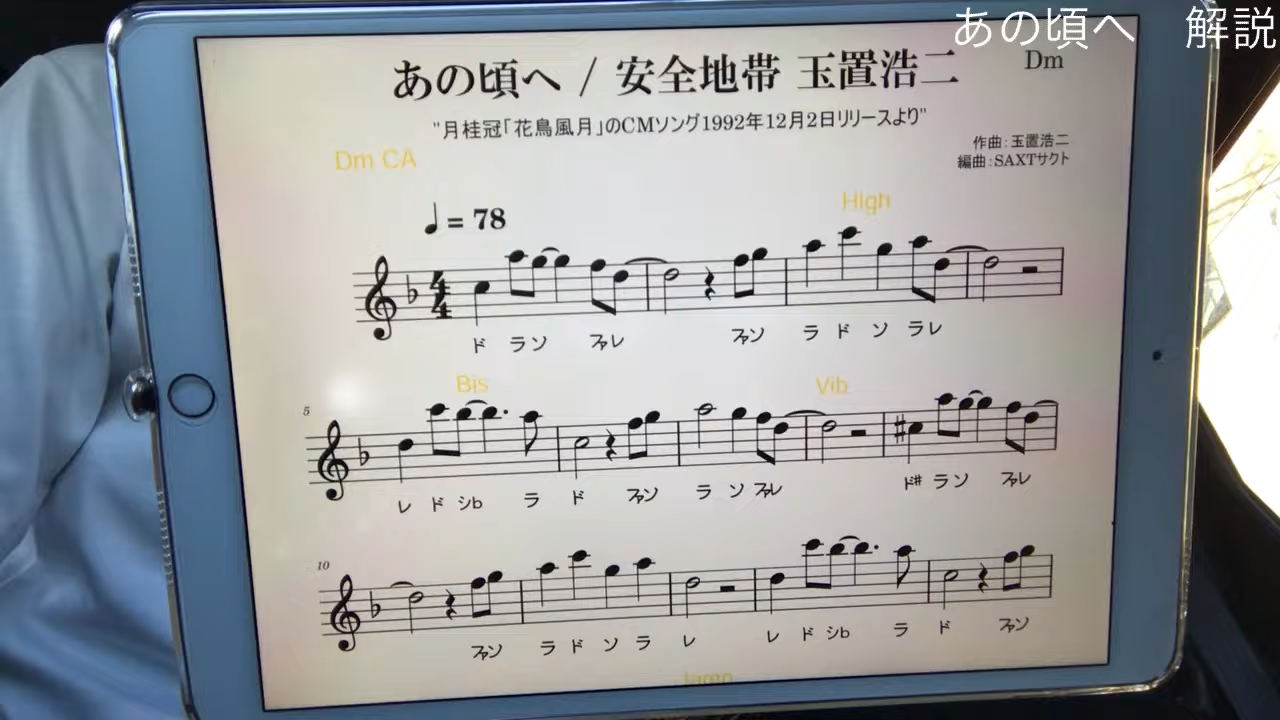 あの頃へ　解説
あの頃へ / 安全地帯 玉置浩二
Dm
"月桂冠「花鳥風月」のCMソング1992年12月2日リリースより"
作曲：玉置浩二
編曲：SAXTサクト
Dm CA
♩ = 78
High
4/4
ド ラ ソ ファ レ ファ ソ ラ ド ソ ラ レ
Bis Vib
5
レ ド シb ラ ド ファ ソ ラ ソ ファ レ ド# ラ ソ ファ レ
10
ファ ソ ラ ド ソ ラ レ レ ド シb ラ ド ファ ソ